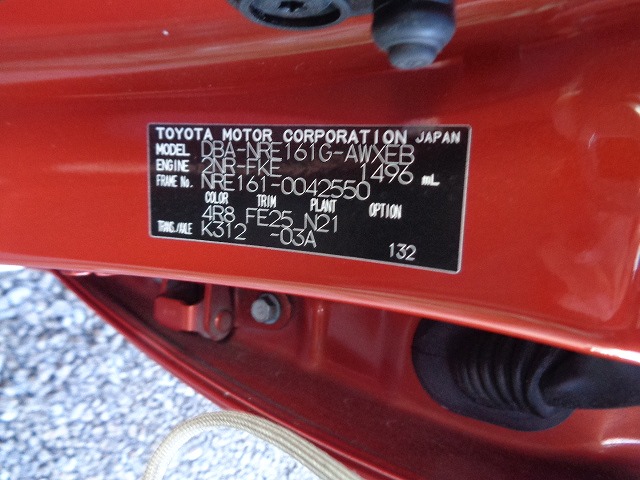 TOYOTA MOTOR CORPORATION JAPAN
MODEL DBA-NRE161G-AWXEB
ENGINE 2NR-FKE 1496 mL
FRAME No. NRE161-0042550
COLOR TRIM PLANT OPTION
4R8 FE25 N21
TRANS./AXLE K312 -03A
132